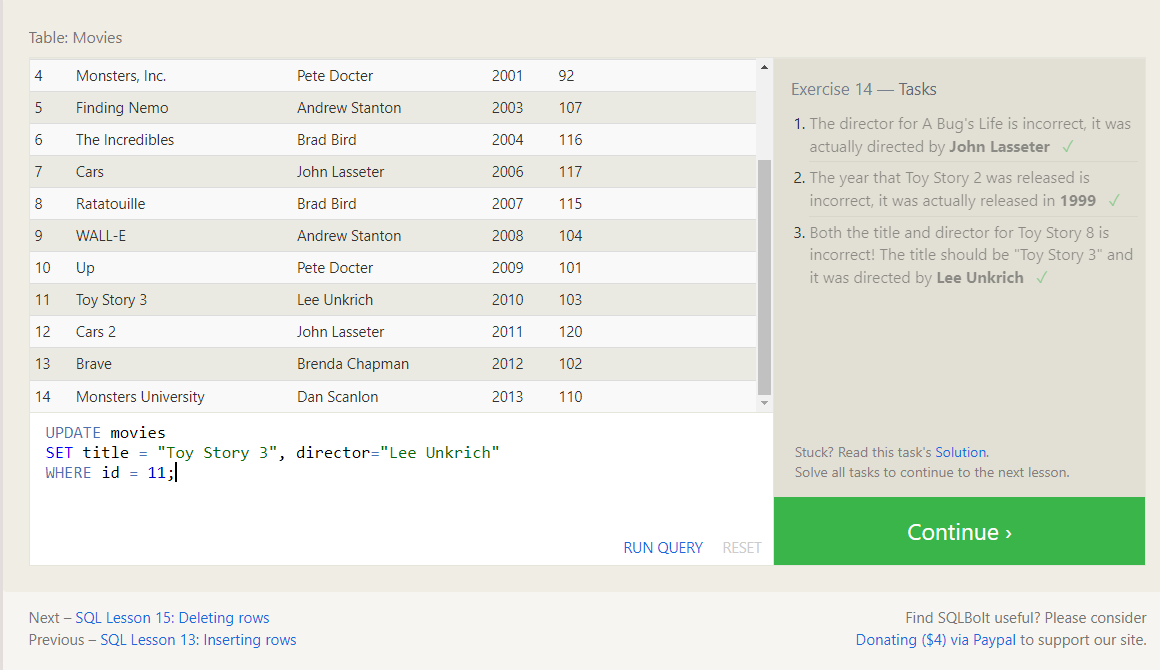 Table: Movies
4 Monsters, Inc. Pete Docter 2001 92
5 Finding Nemo Andrew Stanton 2003 107
6 The Incredibles Brad Bird 2004 116
7 Cars John Lasseter 2006 117
8 Ratatouille Brad Bird 2007 115
9 WALL-E Andrew Stanton 2008 104
10 Up Pete Docter 2009 101
11 Toy Story 3 Lee Unkrich 2010 103
12 Cars 2 John Lasseter 2011 120
13 Brave Brenda Chapman 2012 102
14 Monsters University Dan Scanlon 2013 110
UPDATE movies
SET title = "Toy Story 3", director="Lee Unkrich"
WHERE id = 11;
RUN QUERY RESET
Exercise 14 — Tasks
1. The director for A Bug's Life is incorrect, it was
actually directed by John Lasseter ✓
2. The year that Toy Story 2 was released is
incorrect, it was actually released in 1999 ✓
3. Both the title and director for Toy Story 8 is
incorrect! The title should be "Toy Story 3" and
it was directed by Lee Unkrich ✓
Stuck? Read this task's Solution.
Solve all tasks to continue to the next lesson.
Continue ›
Next – SQL Lesson 15: Deleting rows
Previous – SQL Lesson 13: Inserting rows
Find SQLBolt useful? Please consider
Donating ($4) via Paypal to support our site.